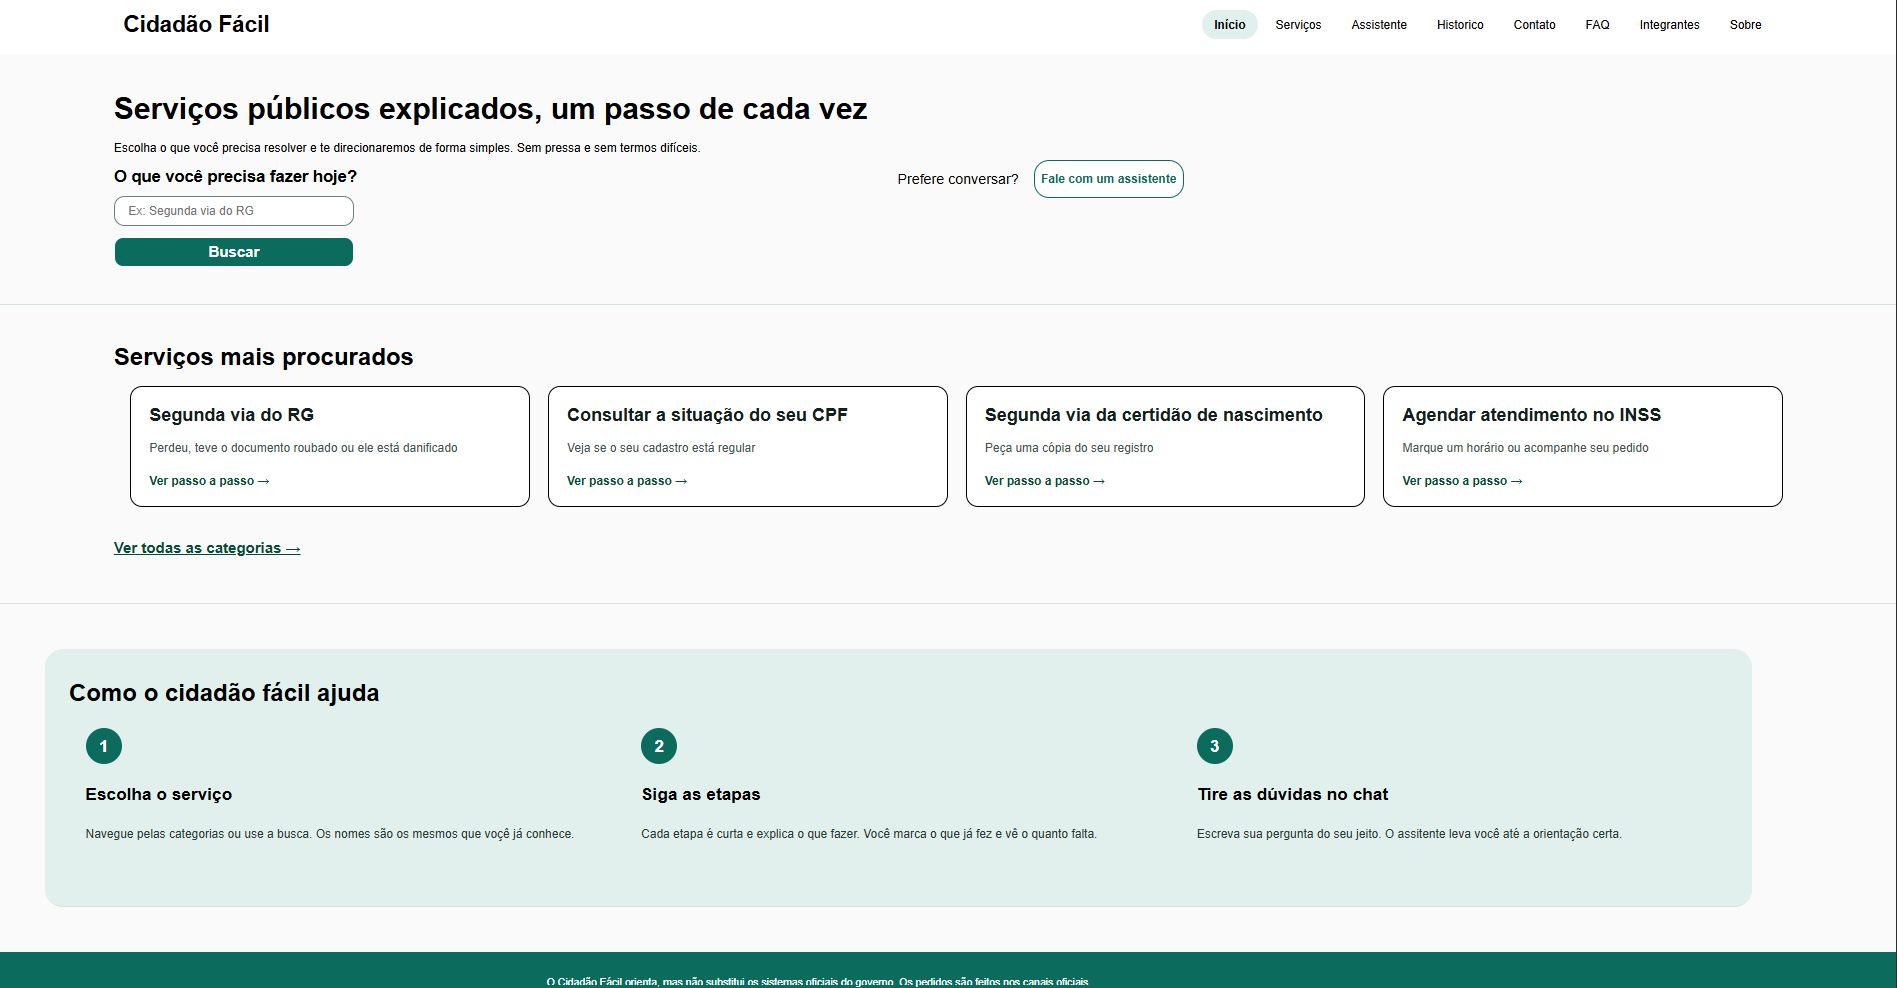 Cidadão Fácil
Início Serviços Assistente Historico Contato FAQ Integrantes Sobre
Serviços públicos explicados, um passo de cada vez
Escolha o que você precisa resolver e te direcionaremos de forma simples. Sem pressa e sem termos difíceis.
O que você precisa fazer hoje?
Ex: Segunda via do RG
Buscar
Prefere conversar?
Fale com um assistente
Serviços mais procurados
Segunda via do RG
Perdeu, teve o documento roubado ou ele está danificado
Ver passo a passo →
Consultar a situação do seu CPF
Veja se o seu cadastro está regular
Ver passo a passo →
Segunda via da certidão de nascimento
Peça uma cópia do seu registro
Ver passo a passo →
Agendar atendimento no INSS
Marque um horário ou acompanhe seu pedido
Ver passo a passo →
Ver todas as categorias →
Como o cidadão fácil ajuda
1
Escolha o serviço
Navegue pelas categorias ou use a busca. Os nomes são os mesmos que voçê já conhece.
2
Siga as etapas
Cada etapa é curta e explica o que fazer. Você marca o que já fez e vê o quanto falta.
3
Tire as dúvidas no chat
Escreva sua pergunta do seu jeito. O assitente leva você até a orientação certa.
O Cidadão Fácil orienta, mas não substitui os sistemas oficiais do governo. Os pedidos são feitos nos canais oficiais